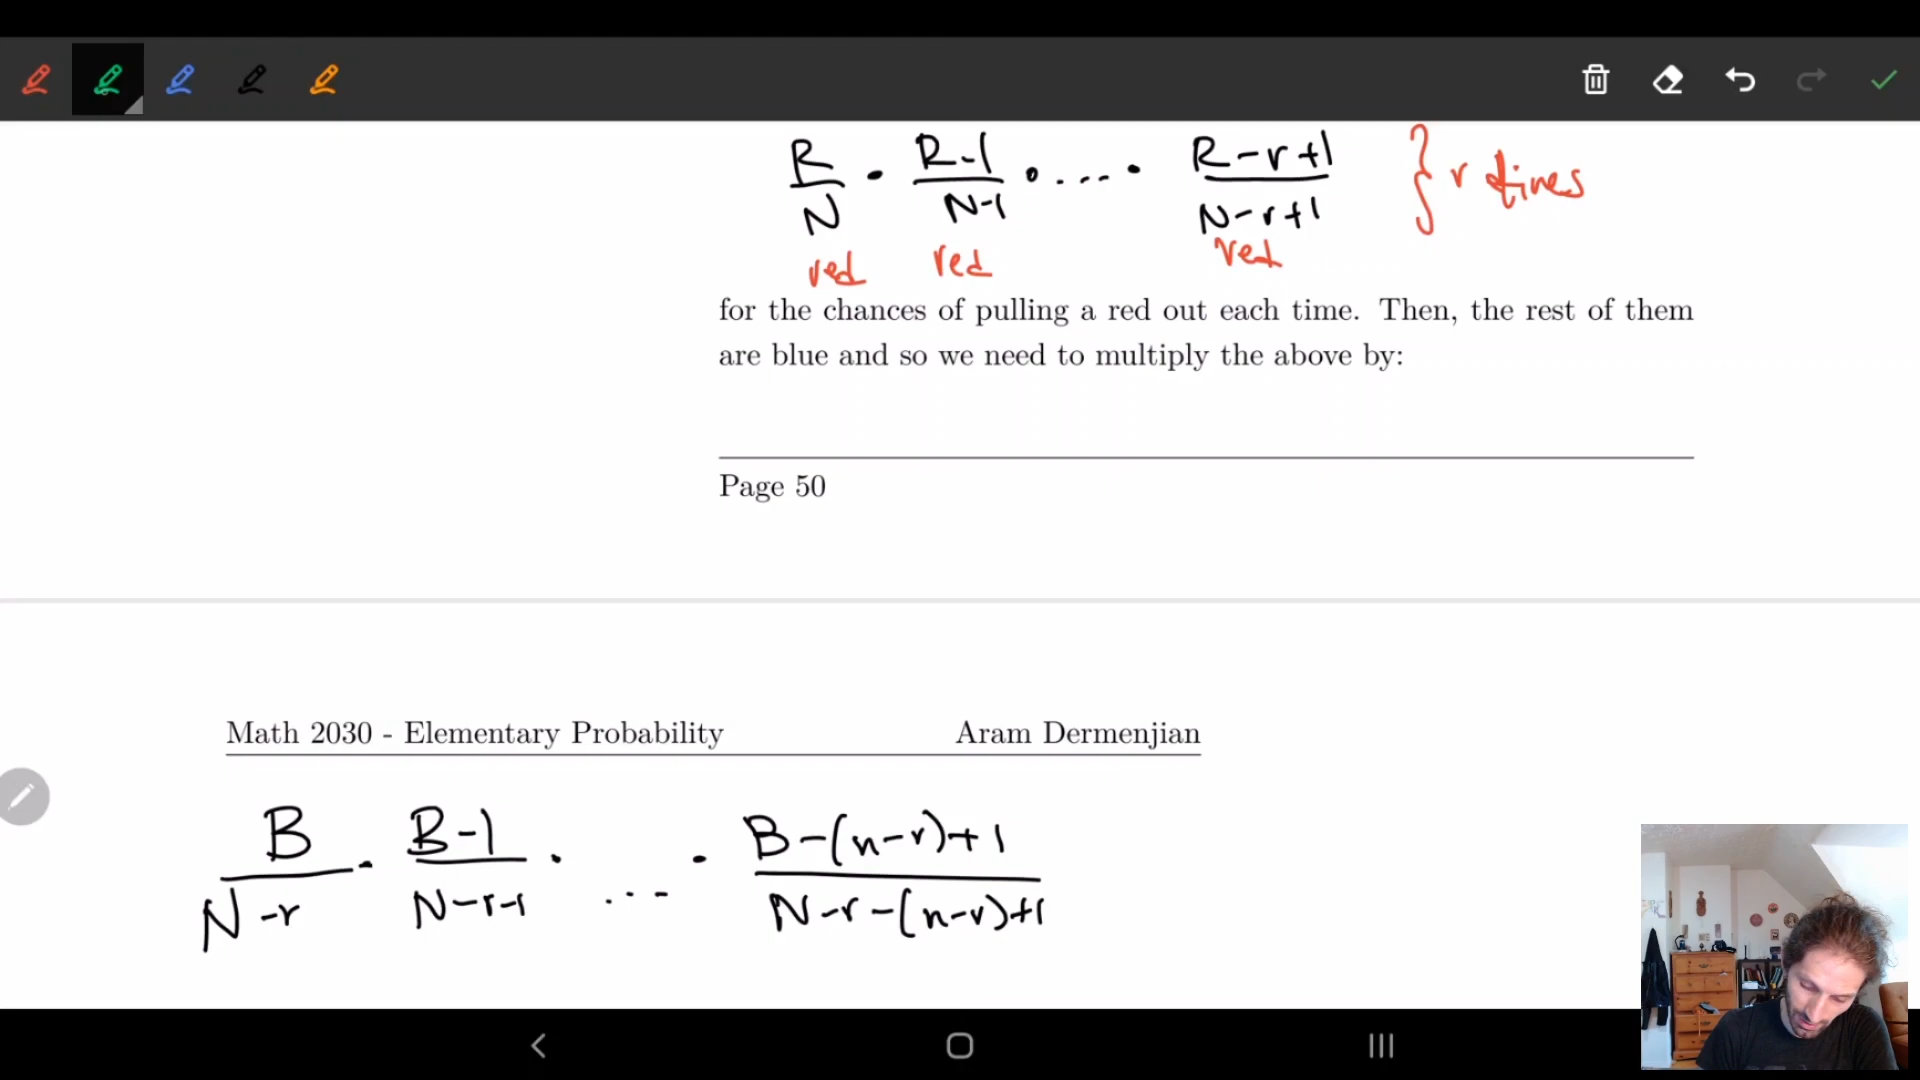 R/N · R-1/N-1 · .... · R-r+1/N-r+1 } r times
red red red
for the chances of pulling a red out each time. Then, the rest of them
are blue and so we need to multiply the above by:
Page 50
Math 2030 - Elementary Probability Aram Dermenjian
B/N-r · B-1/N-r-1 · ... · B-(n-r)+1/N-r-(n-r)+1